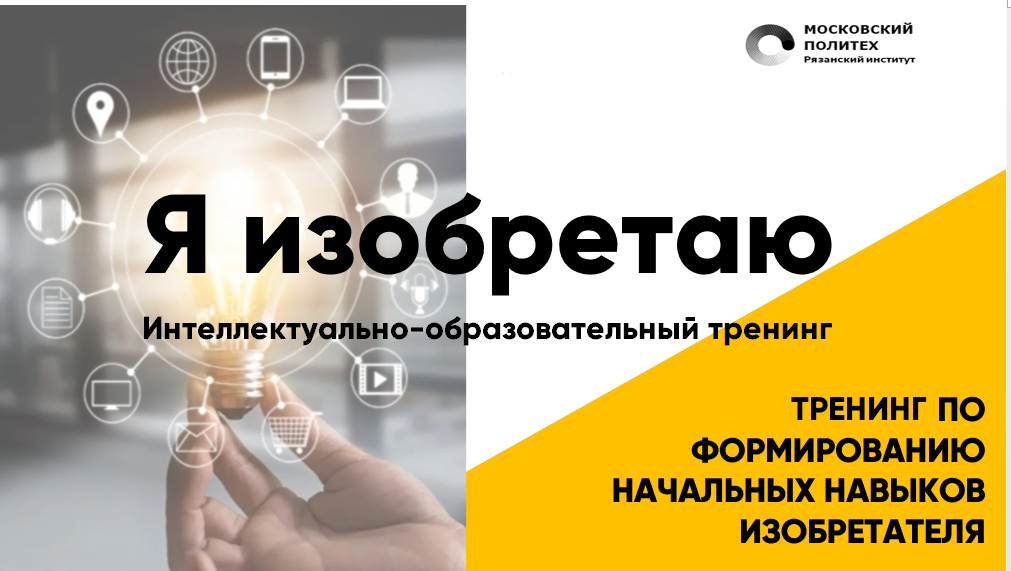 МОСКОВСКИЙ
ПОЛИТЕХ
Рязанский институт
Я изобретаю
Интеллектуально-образовательный тренинг
ТРЕНИНГ ПО
ФОРМИРОВАНИЮ
НАЧАЛЬНЫХ НАВЫКОВ
ИЗОБРЕТАТЕЛЯ